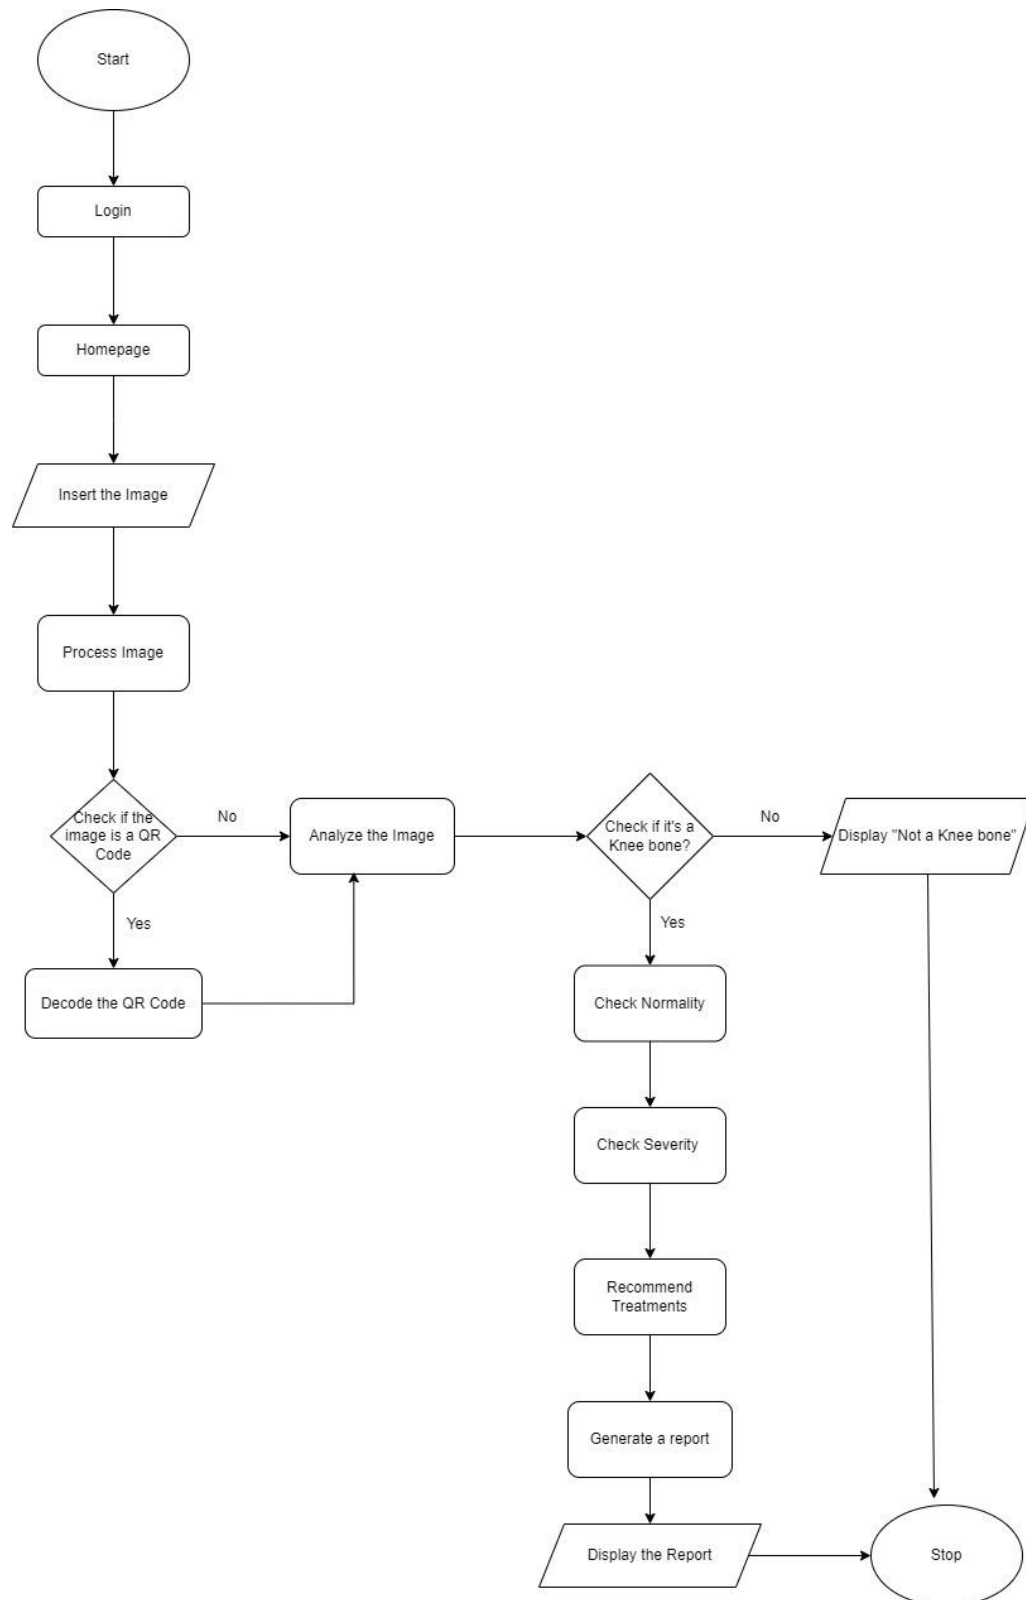 Start
Login
Homepage
Insert the Image
Process Image
Check if the
image is a QR
Code
No
Analyze the Image
Check if it's a
Knee bone?
No
Display "Not a Knee bone"
Yes
Yes
Decode the QR Code
Check Normality
Check Severity
Recommend
Treatments
Generate a report
Display the Report
Stop